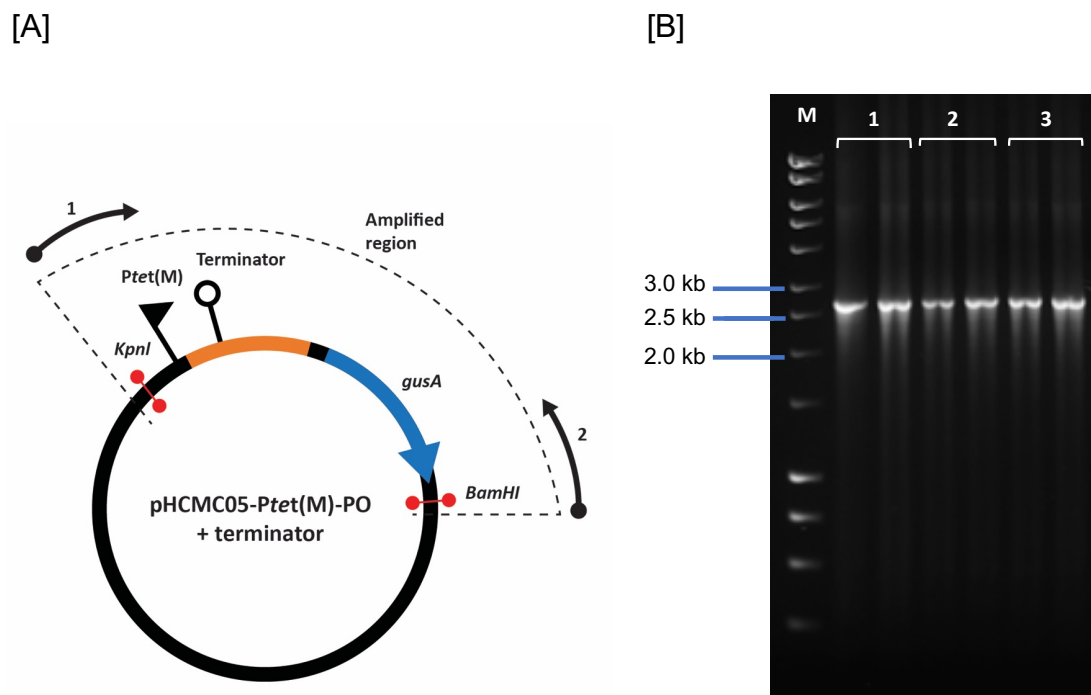 [A]
[B]
1
Amplified
region
Terminator
Ptet(M)
KpnI
gusA
2
BamHI
pHCMC05-Ptet(M)-PO
+ terminator
M
1
2
3
3.0 kb
2.5 kb
2.0 kb